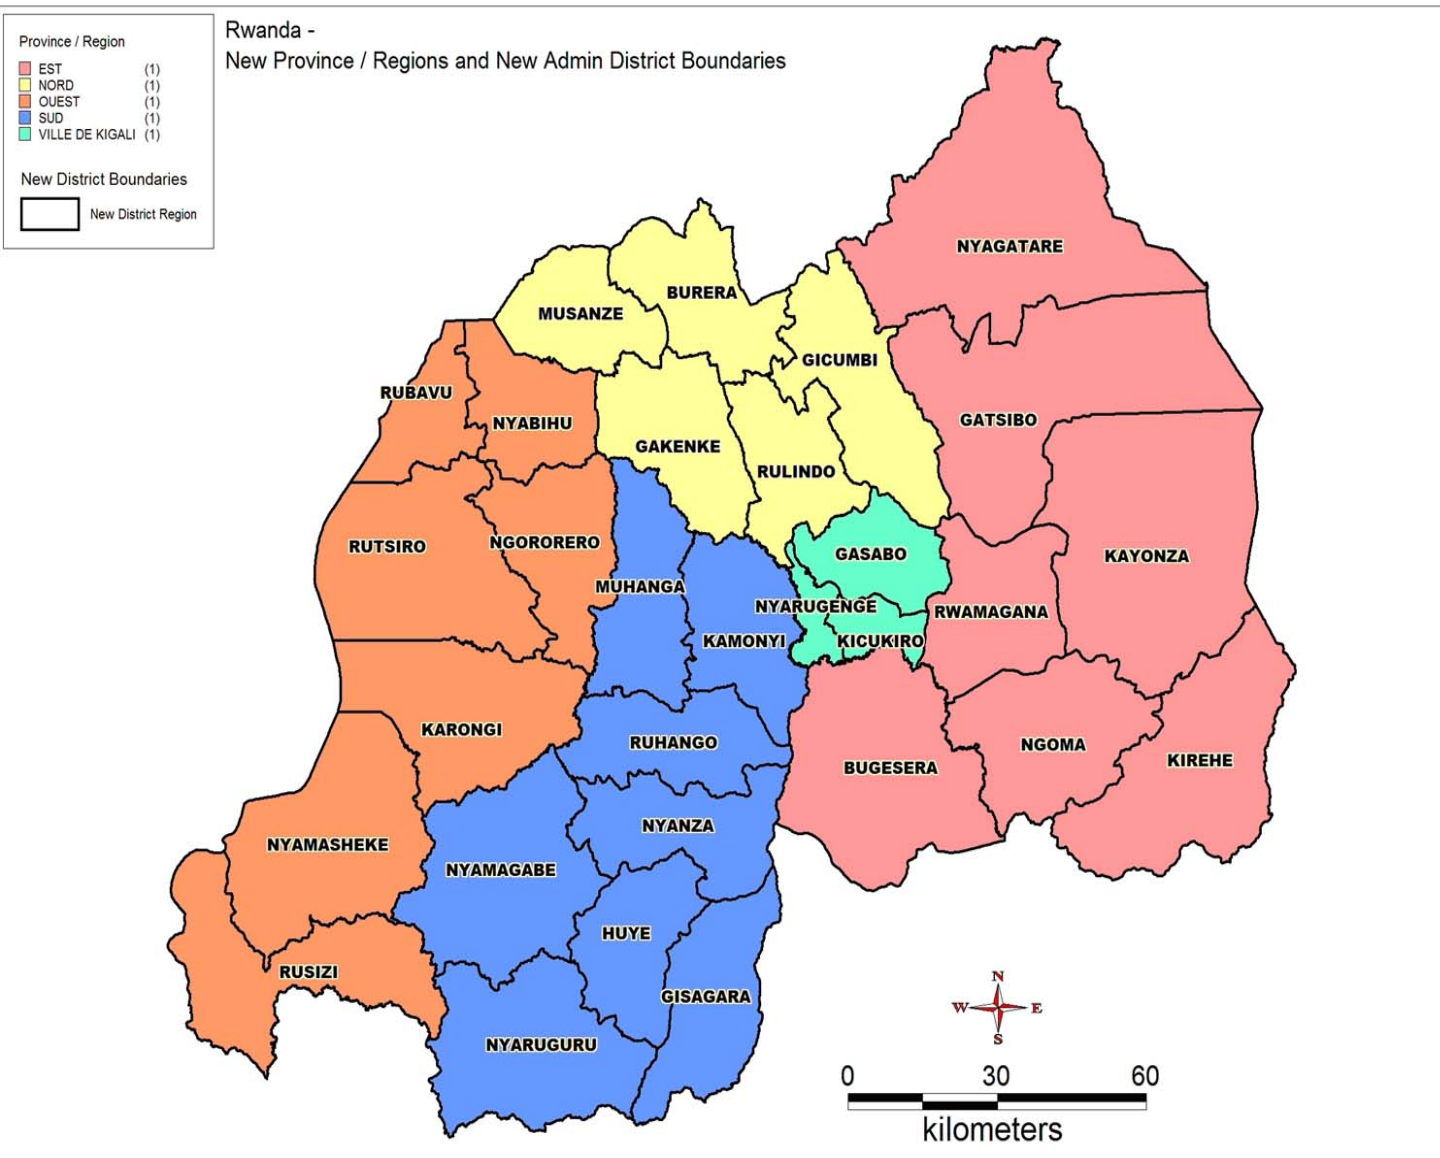 Rwanda -
New Province / Regions and New Admin District Boundaries
Province / Region
EST (1)
NORD (1)
OUEST (1)
SUD (1)
VILLE DE KIGALI (1)
New District Boundaries
New District Region
NYAGATARE
BURERA
MUSANZE
GICUMBI
RUBAVU
NYABIHU
GATSIBO
GAKENKE
RULINDO
RUTSIRO
NGORORERO
GASABO
KAYONZA
MUHANGA
NYARUGENGE
RWAMAGANA
KAMONYI
KICUKIRO
KARONGI
RUHANGO
NGOMA
KIREHE
BUGESERA
NYANZA
NYAMASHEKE
NYAMAGABE
HUYE
RUSIZI
GISAGARA
NYARUGURU
N
W E
S
0 30 60
kilometers